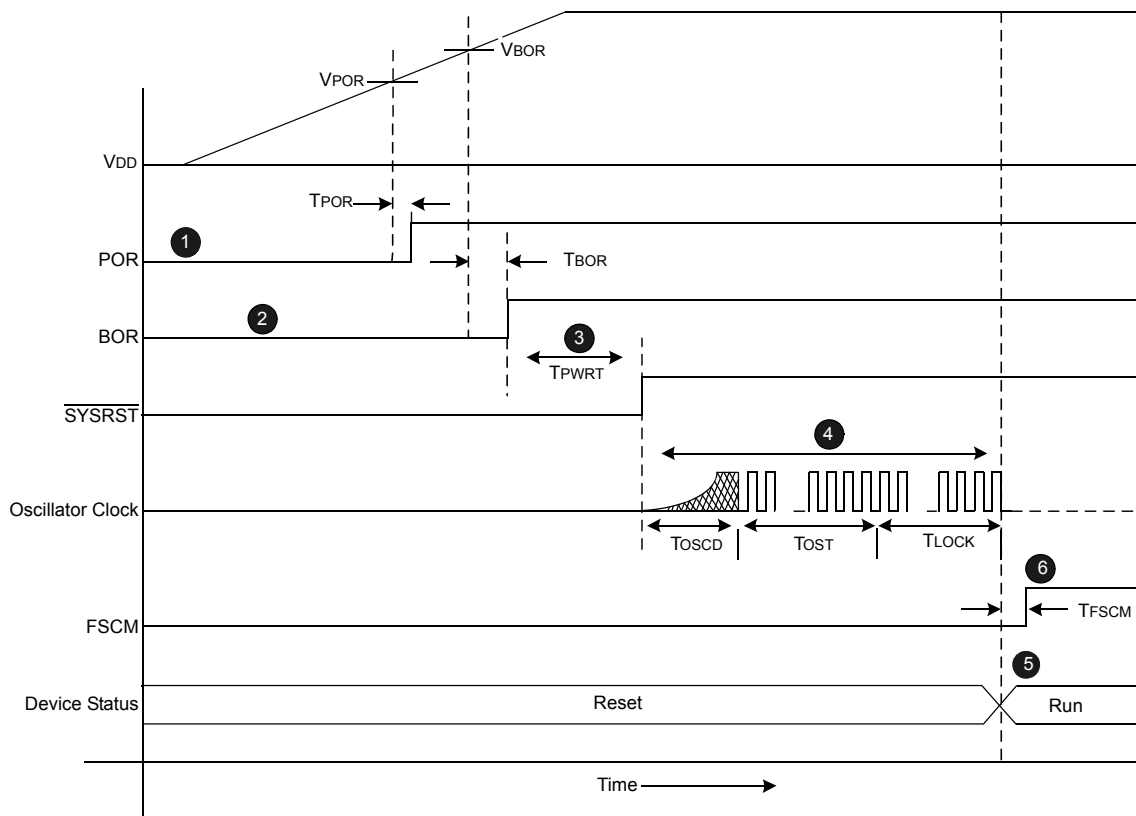 VBOR
VPOR
VDD
TPOR
1
POR
TBOR
2
BOR
3
TPWRT
SYSRST
4
Oscillator Clock
TOSCD
TOST
TLOCK
6
FSCM
TFSCM
5
Device Status
Reset
Run
Time